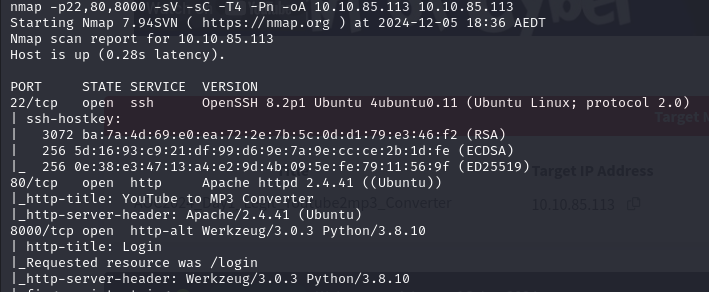 nmap -p22,80,8000 -sV -sC -T4 -Pn -oA 10.10.85.113 10.10.85.113
Starting Nmap 7.94SVN ( https://nmap.org ) at 2024-12-05 18:36 AEDT
Nmap scan report for 10.10.85.113
Host is up (0.28s latency).
PORT     STATE SERVICE  VERSION
22/tcp   open  ssh      OpenSSH 8.2p1 Ubuntu 4ubuntu0.11 (Ubuntu Linux; protocol 2.0)
| ssh-hostkey:
|   3072 ba:7a:4d:69:e0:ea:72:2e:7b:5c:0d:d1:79:e3:46:f2 (RSA)
|   256 5d:16:93:c9:21:df:99:d6:9e:7a:9e:cc:ce:2b:1d:fe (ECDSA)
|_  256 0e:38:e3:47:13:a4:e2:9d:4b:09:5e:fe:79:11:56:9f (ED25519)
Target IP Address
80/tcp   open  http     Apache httpd 2.4.41 ((Ubuntu))
|_http-title: YouTube to MP3 Converter
10.10.85.113
|_http-server-header: Apache/2.4.41 (Ubuntu)
8000/tcp open  http-alt Werkzeug/3.0.3 Python/3.8.10
| http-title: Login
|_Requested resource was /login
|_http-server-header: Werkzeug/3.0.3 Python/3.8.10